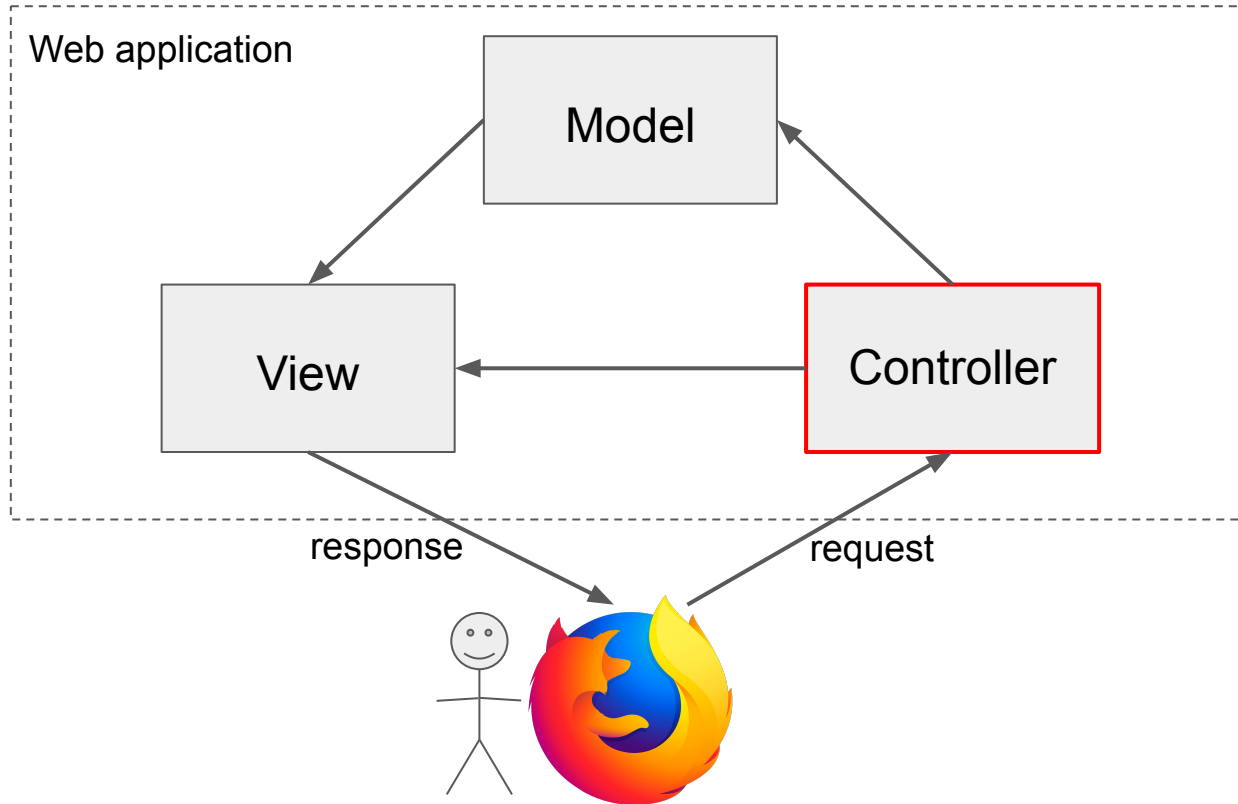 Web application
Model
View
Controller
response
request